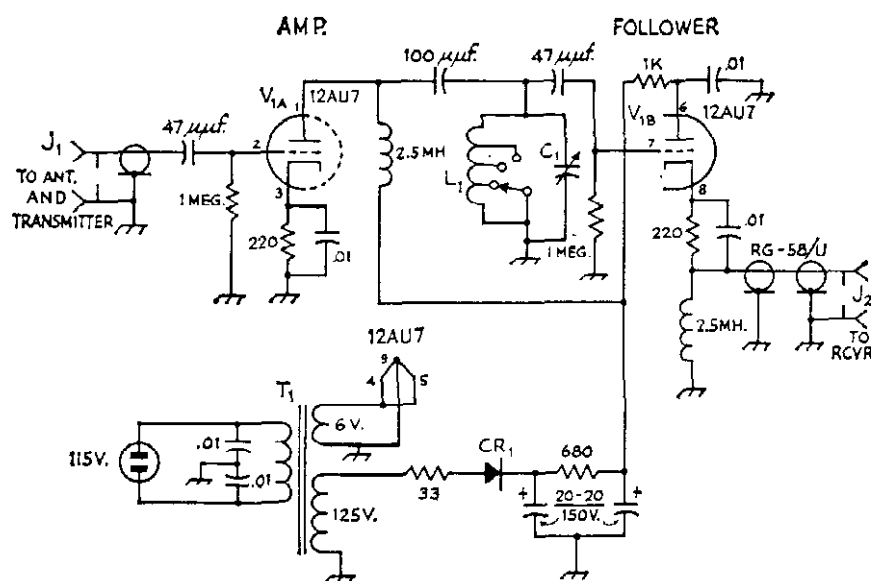 AMP.
FOLLOWER
100 µµf.
47 µµf.
1K
.01
V1A
1
12AU7
V1B
6
12AU7
J1
47 µµf.
2
7
2.5MH
L1
C1
TO ANT.
AND
TRANSMITTER
1 MEG.
3
220
.01
1 MEG.
8
220
.01
RG-58/U
J2
2.5MH.
TO
RCVR
12AU7
9
4
5
T1
6V.
115V.
.01
.01
CR1
680
33
125V.
+
20-20
150V.
+